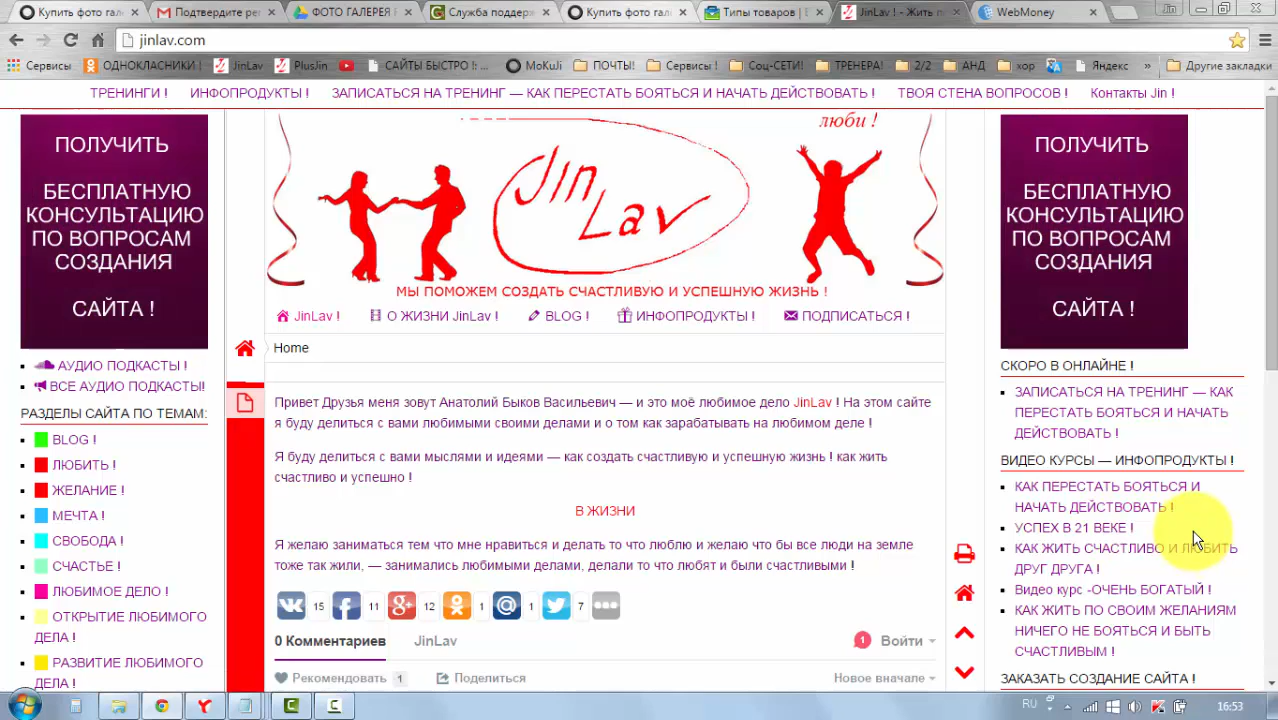 Купить фото гал
Подтвердите рег
ФОТО ГАЛЕРЕЯ
Служба поддерж
Купить фото гал
Типы товаров | Е
JinLav ! - Жить п
WebMoney
Jin
jinlav.com
Сервисы
ОДНОКЛАСНИКИ !
JinLav
PlusJin
САЙТЫ БЫСТРО !:...
MoKuJi
ПОЧТЫ!
Сервисы !
Соц-СЕТИ!
ТРЕНЕРА!
2/2
АНД
хор
Яндекс
»
Другие закладки
ТРЕНИНГИ !
ИНФОПРОДУКТЫ !
ЗАПИСАТЬСЯ НА ТРЕНИНГ — КАК ПЕРЕСТАТЬ БОЯТЬСЯ И НАЧАТЬ ДЕЙСТВОВАТЬ !
ТВОЯ СТЕНА ВОПРОСОВ !
Контакты Jin !
ПОЛУЧИТЬ
БЕСПЛАТНУЮ
КОНСУЛЬТАЦИЮ
ПО ВОПРОСАМ
СОЗДАНИЯ
САЙТА !
АУДИО ПОДКАСТЫ !
ВСЕ АУДИО ПОДКАСТЫ!
РАЗДЕЛЫ САЙТА ПО ТЕМАМ:
BLOG !
ЛЮБИТЬ !
ЖЕЛАНИЕ !
МЕЧТА !
СВОБОДА !
СЧАСТЬЕ !
ЛЮБИМОЕ ДЕЛО !
ОТКРЫТИЕ ЛЮБИМОГО
ДЕЛА !
РАЗВИТИЕ ЛЮБИМОГО
ДЕЛА !
люби !
Jin
Lav
МЫ ПОМОЖЕМ СОЗДАТЬ СЧАСТЛИВУЮ И УСПЕШНУЮ ЖИЗНЬ !
JinLav !
О ЖИЗНИ JinLav !
BLOG !
ИНФОПРОДУКТЫ !
ПОДПИСАТЬСЯ !
Home
Привет Друзья меня зовут Анатолий Быков Васильевич — и это моё любимое дело JinLav ! На этом сайте
я буду делиться с вами любимыми своими делами и о том как зарабатывать на любимом деле !
Я буду делиться с вами мыслями и идеями — как создать счастливую и успешную жизнь ! как жить
счастливо и успешно !
В ЖИЗНИ
Я желаю заниматься тем что мне нравиться и делать то что люблю и желаю что бы все люди на земле
тоже так жили, — занимались любимыми делами, делали то что любят и были счастливыми !
15
11
12
1
1
7
0 Комментариев
JinLav
1
Войти
Рекомендовать 1
Поделиться
Новое вначале
ПОЛУЧИТЬ
БЕСПЛАТНУЮ
КОНСУЛЬТАЦИЮ
ПО ВОПРОСАМ
СОЗДАНИЯ
САЙТА !
СКОРО В ОНЛАЙНЕ !
ЗАПИСАТЬСЯ НА ТРЕНИНГ — КАК
ПЕРЕСТАТЬ БОЯТЬСЯ И НАЧАТЬ
ДЕЙСТВОВАТЬ !
ВИДЕО КУРСЫ — ИНФОПРОДУКТЫ !
КАК ПЕРЕСТАТЬ БОЯТЬСЯ И
НАЧАТЬ ДЕЙСТВОВАТЬ !
УСПЕХ В 21 ВЕКЕ !
КАК ЖИТЬ СЧАСТЛИВО И ЛЮБИТЬ
ДРУГ ДРУГА !
Видео курс -ОЧЕНЬ БОГАТЫЙ !
КАК ЖИТЬ ПО СВОИМ ЖЕЛАНИЯМ
НИЧЕГО НЕ БОЯТЬСЯ И БЫТЬ
СЧАСТЛИВЫМ !
ЗАКАЗАТЬ СОЗДАНИЕ САЙТА !
RU
16:53